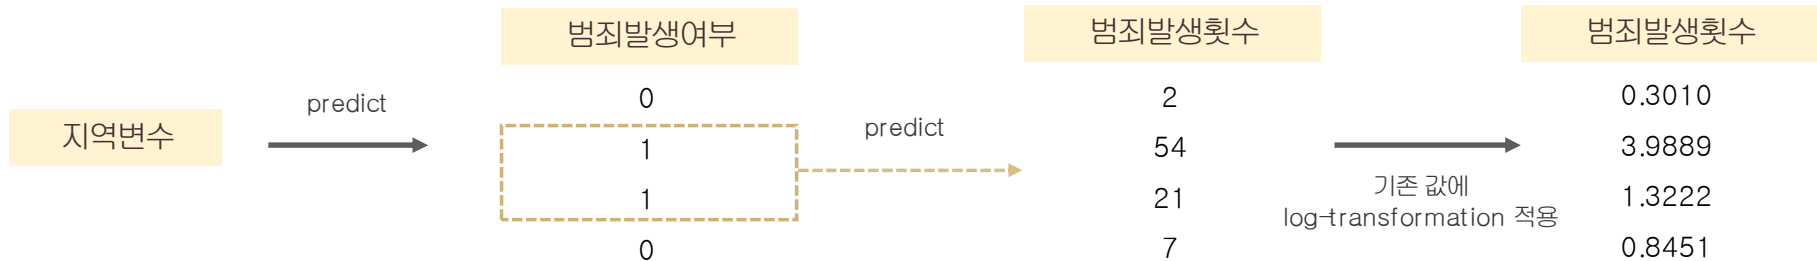 지역변수
predict
범죄발생여부
0
1
1
0
predict
범죄발생횟수
2
54
21
7
기존 값에
log-transformation 적용
범죄발생횟수
0.3010
3.9889
1.3222
0.8451